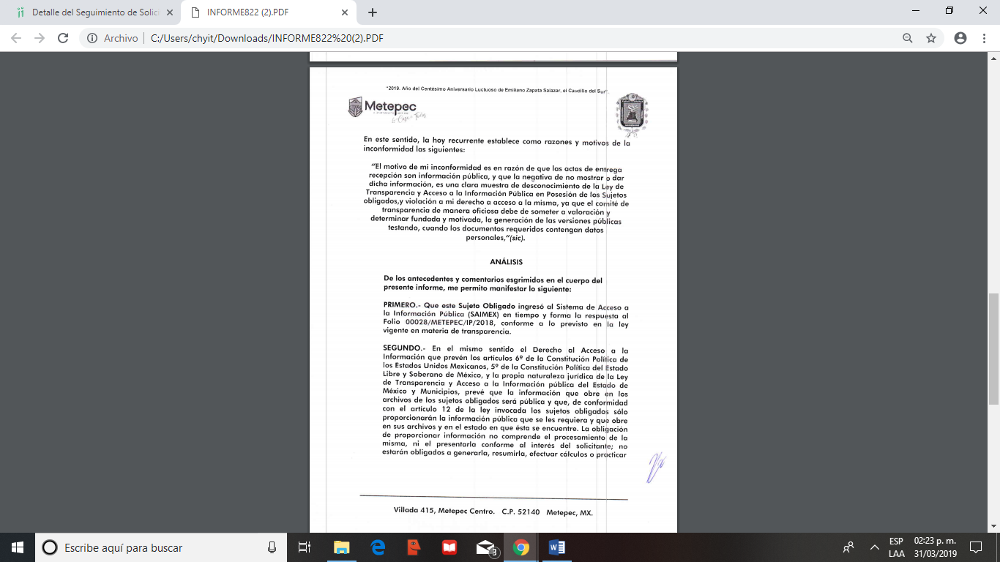 Detalle del Seguimiento de Solici
INFORME822 (2).PDF
Archivo
C:/Users/chyit/Downloads/INFORME822%20(2).PDF
"2019. Año del Centésimo Aniversario Luctuoso de Emiliano Zapata Salazar, el Caudillo del Sur".
Metepec
En este sentido, la hoy recurrente establece como razones y motivos de la
inconformidad las siguientes:
"El motivo de mi inconformidad es en razón de que las actas de entrega
recepción son información pública, y que la negativa de no mostrar o dar
dicha información, es una clara muestra de desconocimiento de la Ley de
Transparencia y Acceso a la Información Pública en Posesión de los Sujetos
obligados,y violación a mi derecho a acceso a la misma, ya que el comité de
transparencia de manera oficiosa debe de someter a valoración y
determinar fundada y motivada, la generación de las versiones públicas
testando, cuando los documentos requeridos contengan datos
personales,"(sic).
ANÁLISIS
De los antecedentes y comentarios esgrimidos en el cuerpo del
presente informe, me permito manifestar lo siguiente:
PRIMERO.- Que este Sujeto Obligado ingresó al Sistema de Acceso a
la Información Pública (SAIMEX) en tiempo y forma la respuesta al
Folio 00028/METEPEC/IP/2018, conforme a lo previsto en la ley
vigente en materia de transparencia.
SEGUNDO.- En el mismo sentido el Derecho al Acceso a la
Información que prevén los artículos 6º de la Constitución Política de
los Estados Unidos Mexicanos, 5º de la Constitución Política del Estado
Libre y Soberano de México, y la propia naturaleza jurídica de la Ley
de Transparencia y Acceso a la Información pública del Estado de
México y Municipios, prevé que la información que obre en los
archivos de los sujetos obligados será pública y que, de conformidad
con el artículo 12 de la ley invocada los sujetos obligados sólo
proporcionarán la información pública que se les requiera y que obre
en sus archivos y en el estado en que ésta se encuentre. La obligación
de proporcionar información no comprende el procesamiento de la
misma, ni el presentarla conforme al interés del solicitante; no
estarán obligados a generarla, resumirla, efectuar cálculos o practicar
Villada 415, Metepec Centro. C.P. 52140 Metepec, MX.
Escribe aquí para buscar
3
ESP
LAA
02:23 p. m.
31/03/2019